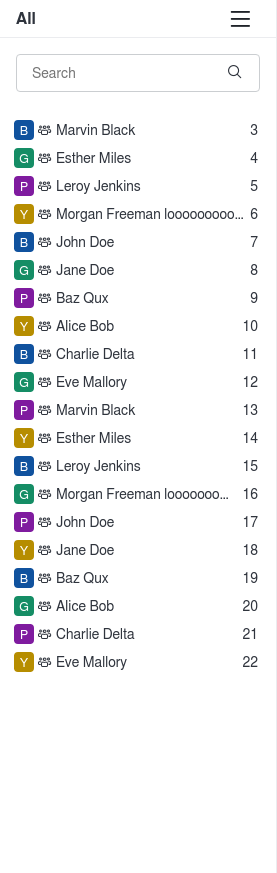 All
Search
B Marvin Black 3
G Esther Miles 4
P Leroy Jenkins 5
Y Morgan Freeman looooooooo... 6
B John Doe 7
G Jane Doe 8
P Baz Qux 9
Y Alice Bob 10
B Charlie Delta 11
G Eve Mallory 12
P Marvin Black 13
Y Esther Miles 14
B Leroy Jenkins 15
G Morgan Freeman looooooo... 16
P John Doe 17
Y Jane Doe 18
B Baz Qux 19
G Alice Bob 20
P Charlie Delta 21
Y Eve Mallory 22